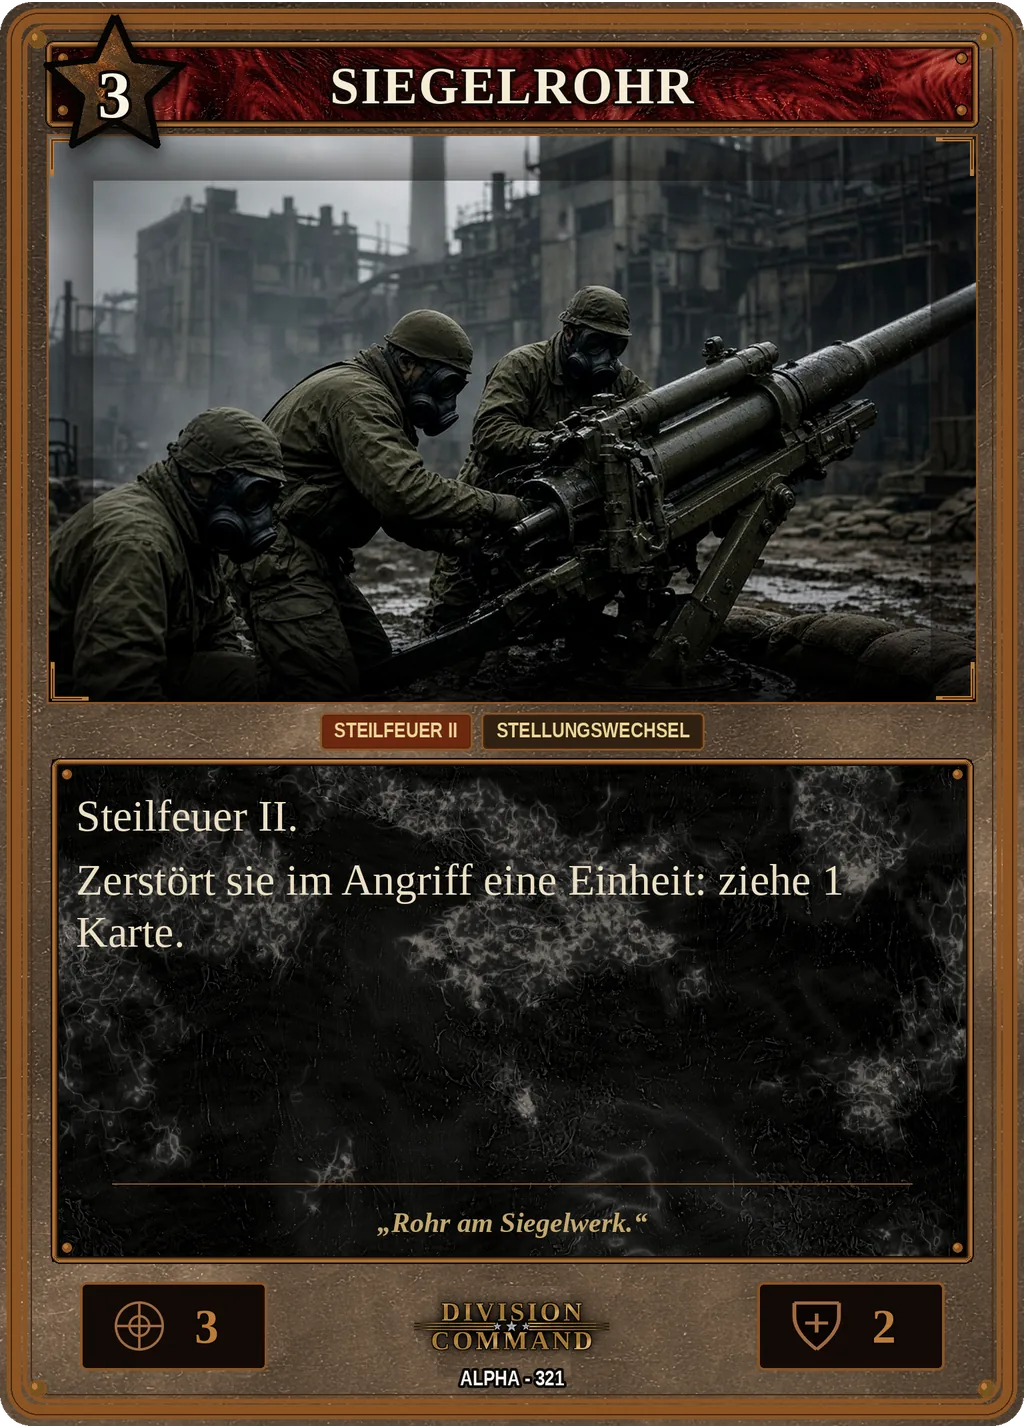 3
SIEGELROHR
STEILFEUER II
STELLUNGSWECHSEL
Steilfeuer II.
Zerstört sie im Angriff eine Einheit: ziehe 1
Karte.
„Rohr am Siegelwerk.“
3
DIVISION
COMMAND
2
ALPHA - 321